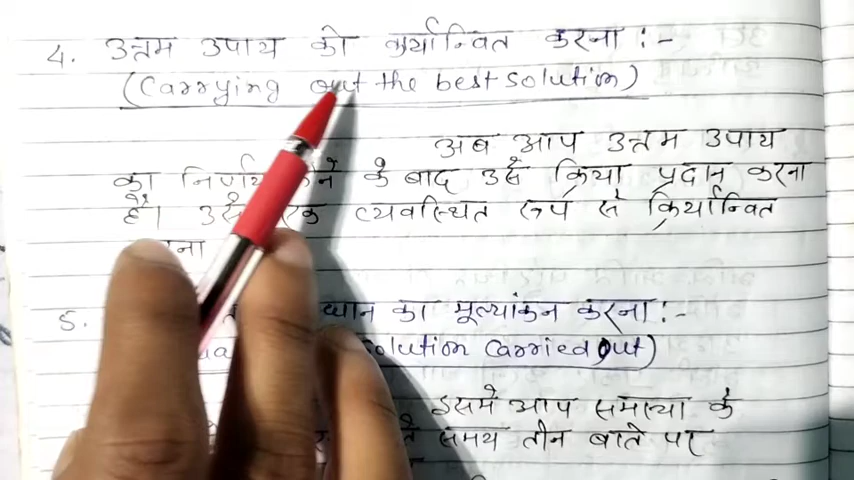 4. उत्तम उपाय को कार्यान्वित करना :-
(Carrying out the best solution)
अब आप उत्तम उपाय
का निर्णय के बाद उसे क्रिया प्रदान करना
है। व्यवस्थित रुप से क्रियान्वित
5. का मूल्यांकन करना :-
solution carried out)
इसमें आप समस्या के
समय तीन बातें पर